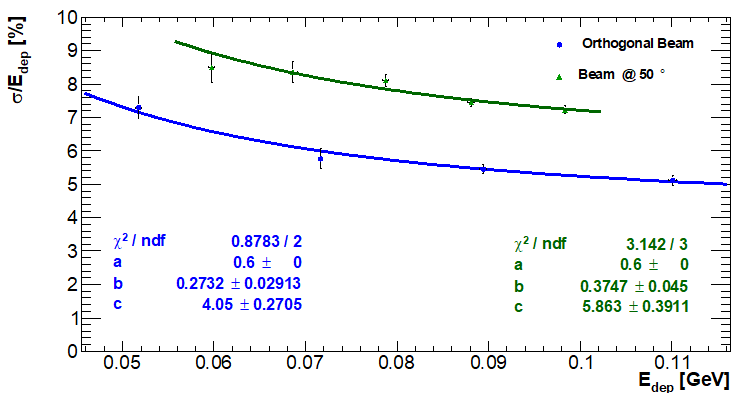 σ/E_dep [%]
10
9
8
7
6
5
4
3
2
1
0
Orthogonal Beam
Beam @ 50 °
χ² / ndf 0.8783 / 2
a 0.6 ± 0
b 0.2732 ± 0.02913
c 4.05 ± 0.2705
χ² / ndf 3.142 / 3
a 0.6 ± 0
b 0.3747 ± 0.045
c 5.863 ± 0.3911
0.05 0.06 0.07 0.08 0.09 0.1 0.11
E_dep [GeV]